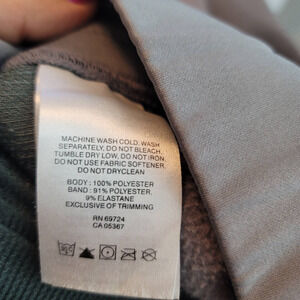 MACHINE WASH COLD, WASH
SEPARATELY, DO NOT BLEACH,
TUMBLE DRY LOW, DO NOT IRON,
DO NOT USE FABRIC SOFTENER,
DO NOT DRYCLEAN
BODY : 100% POLYESTER
BAND : 91% POLYESTER,
9% ELASTANE
EXCLUSIVE OF TRIMMING
RN 69724
CA 05367